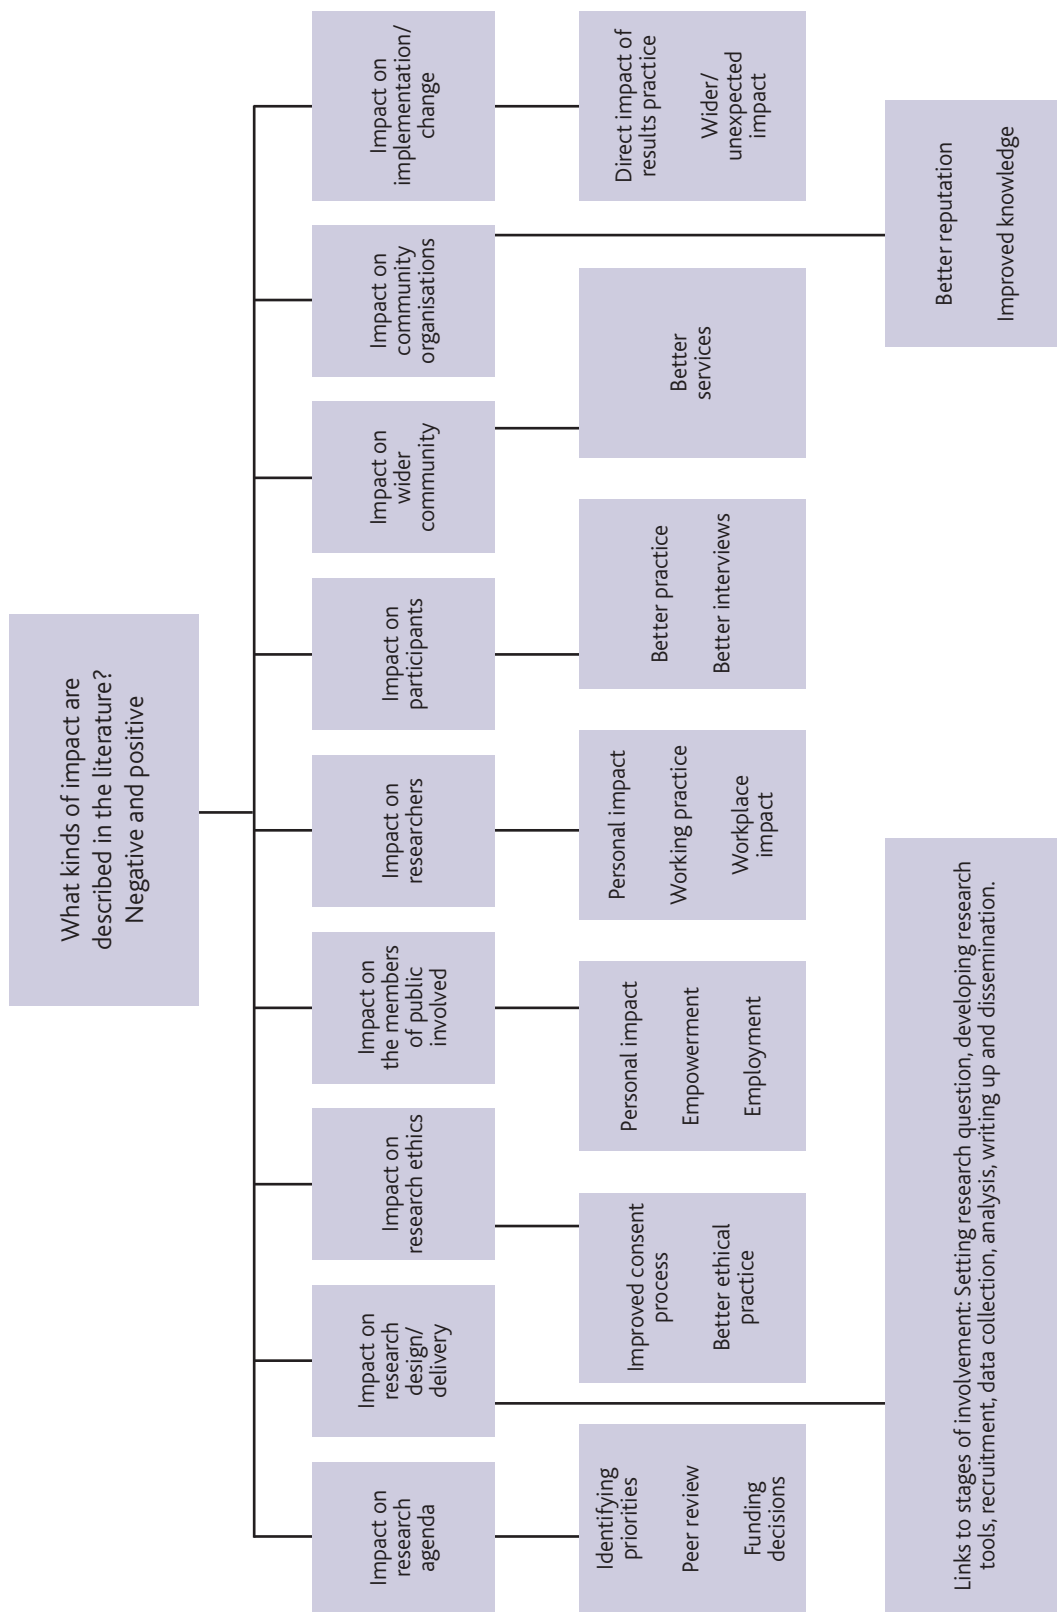 What kinds of impact are
described in the literature?
Negative and positive
Impact on
research
agenda
Impact on
research
design/
delivery
Impact on
research ethics
Impact on
the members
of public
involved
Impact on
researchers
Impact on
participants
Impact on
wider
community
Impact on
community
organisations
Impact on
implementation/
change
Identifying
priorities
Peer review
Funding
decisions
Improved consent
process
Better ethical
practice
Personal impact
Empowerment
Employment
Personal impact
Working practice
Workplace
impact
Better practice
Better interviews
Better
services
Direct impact of
results practice
Wider/
unexpected
impact
Links to stages of involvement: Setting research question, developing research
tools, recruitment, data collection, analysis, writing up and dissemination.
Better reputation
Improved knowledge